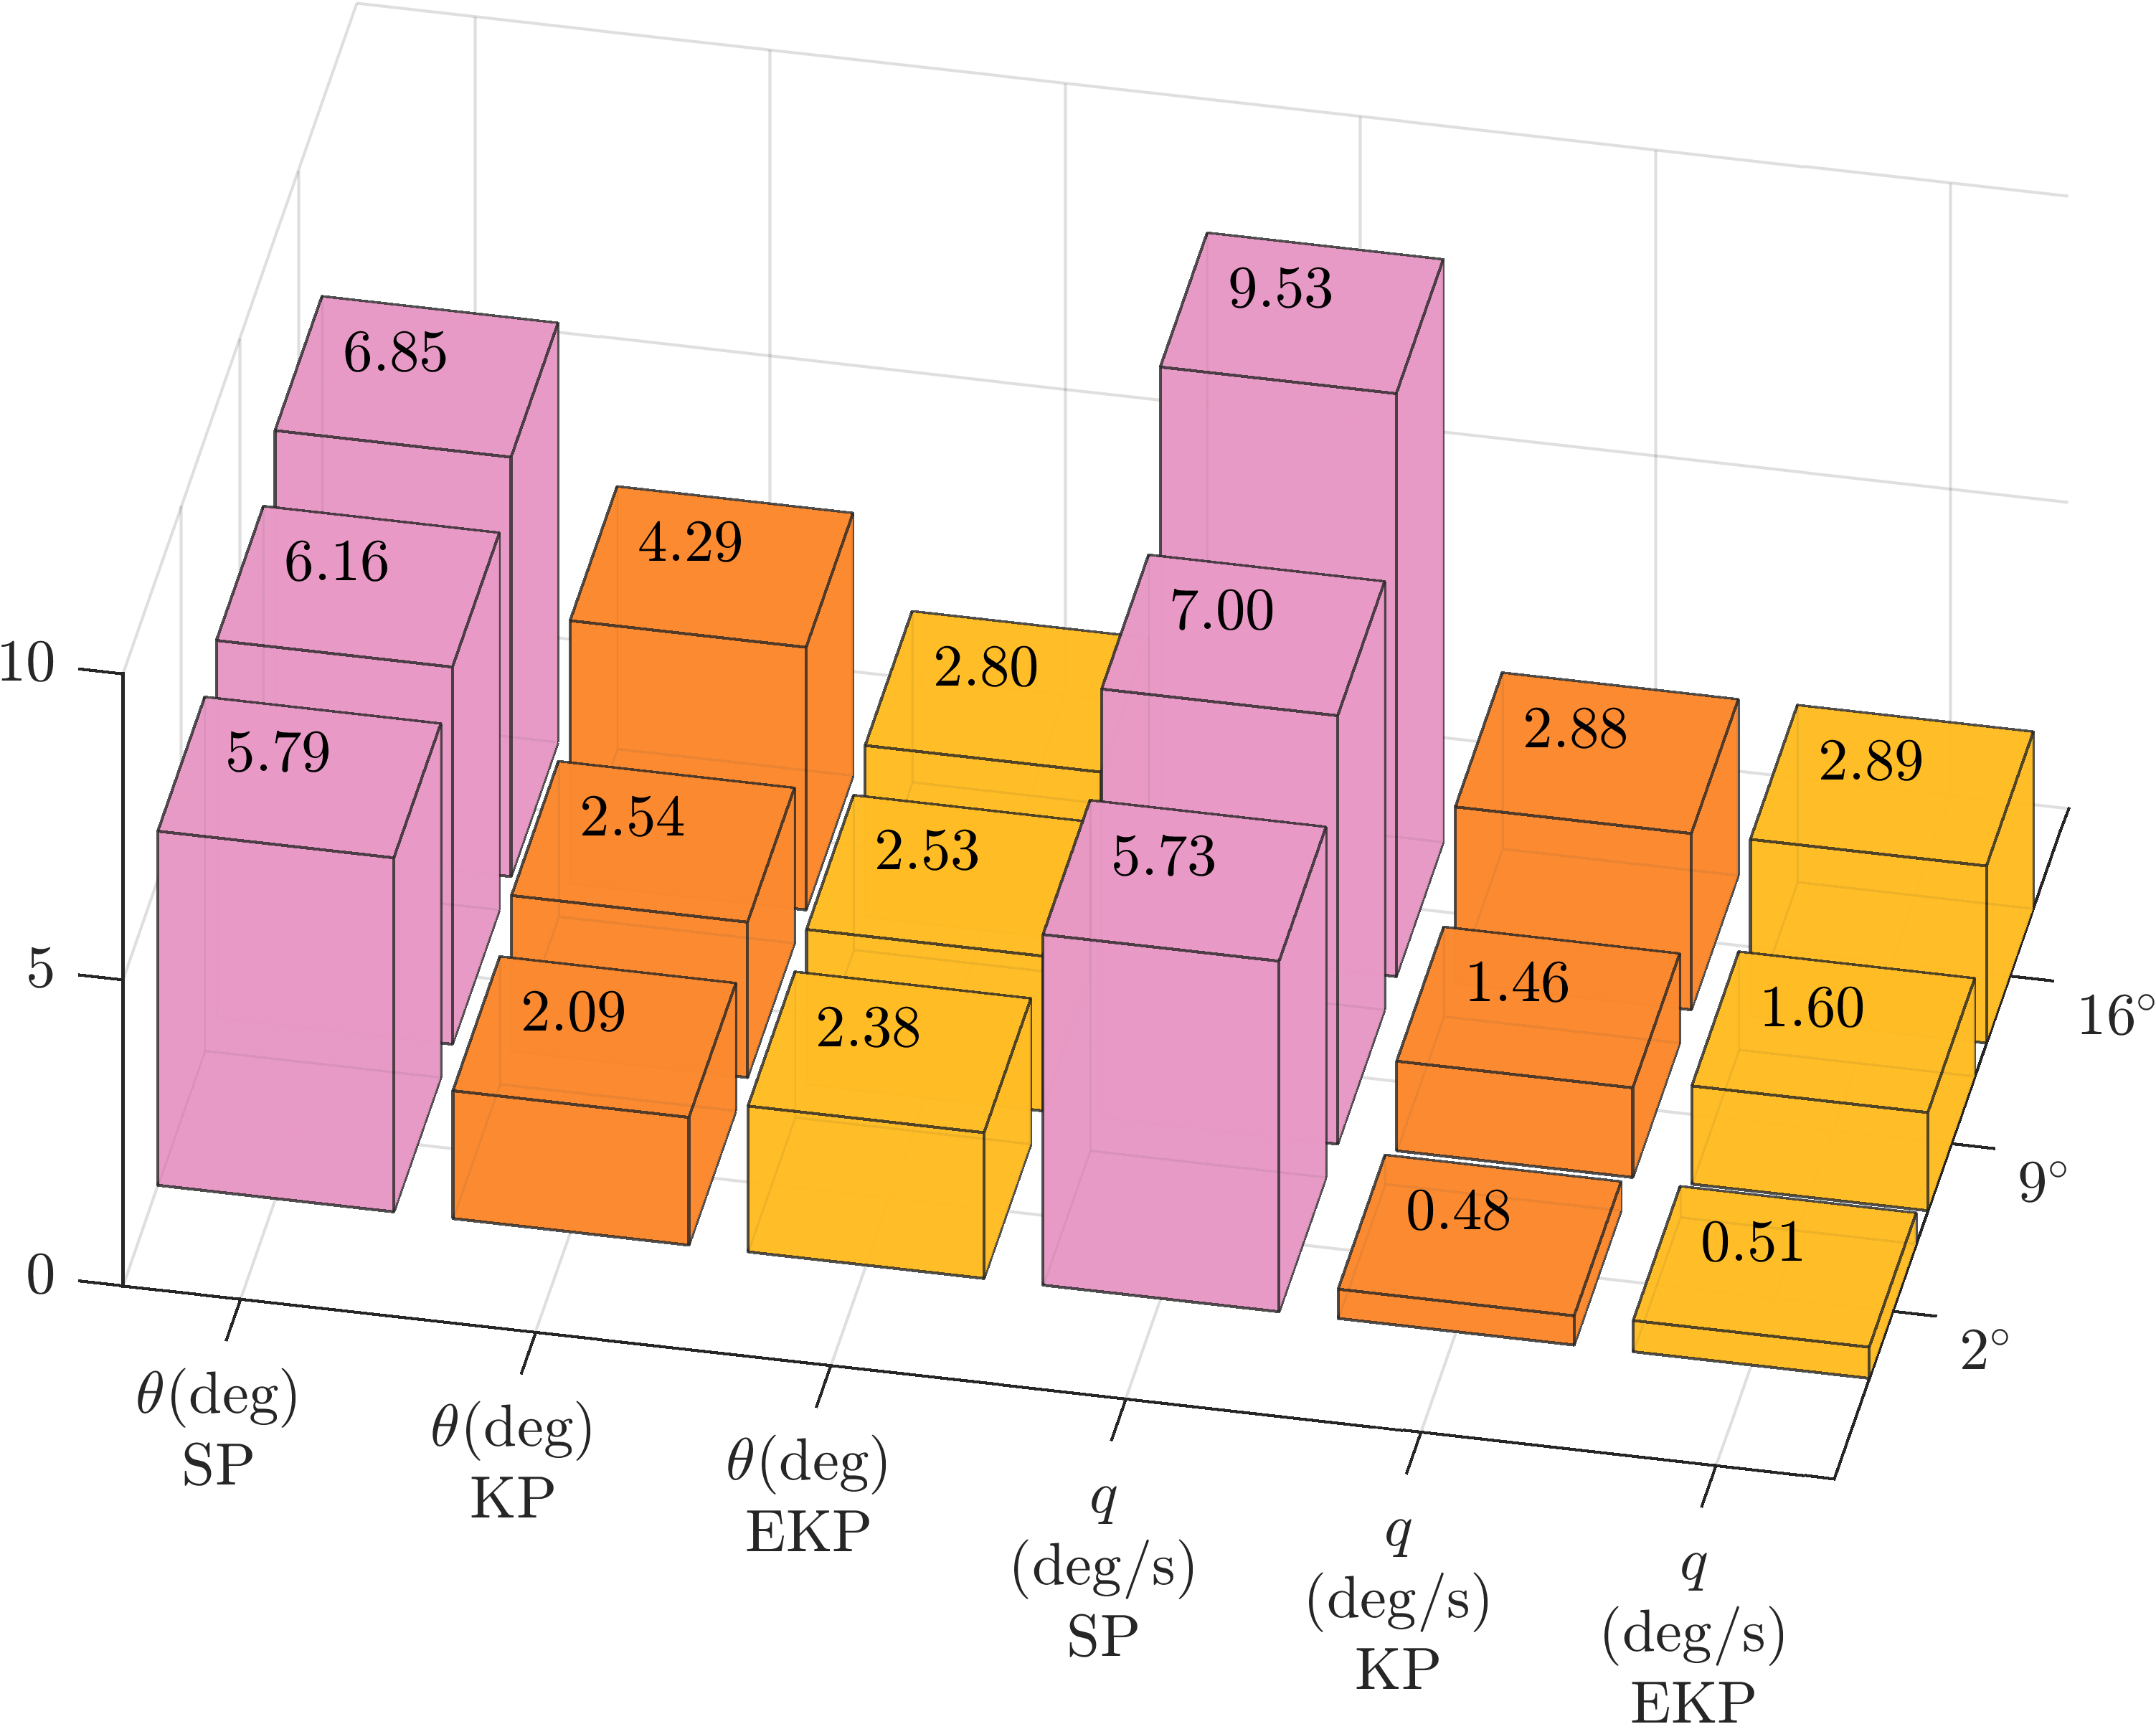 9.53
6.85
4.29
6.16
7.00
2.80
10
5.79
2.88
2.89
2.54
2.53
5.73
5
2.09
2.38
1.46
1.60
16°
9°
0.48
0.51
0
2°
θ(deg)
SP
θ(deg)
KP
θ(deg)
EKP
q
(deg/s)
SP
q
(deg/s)
KP
q
(deg/s)
EKP